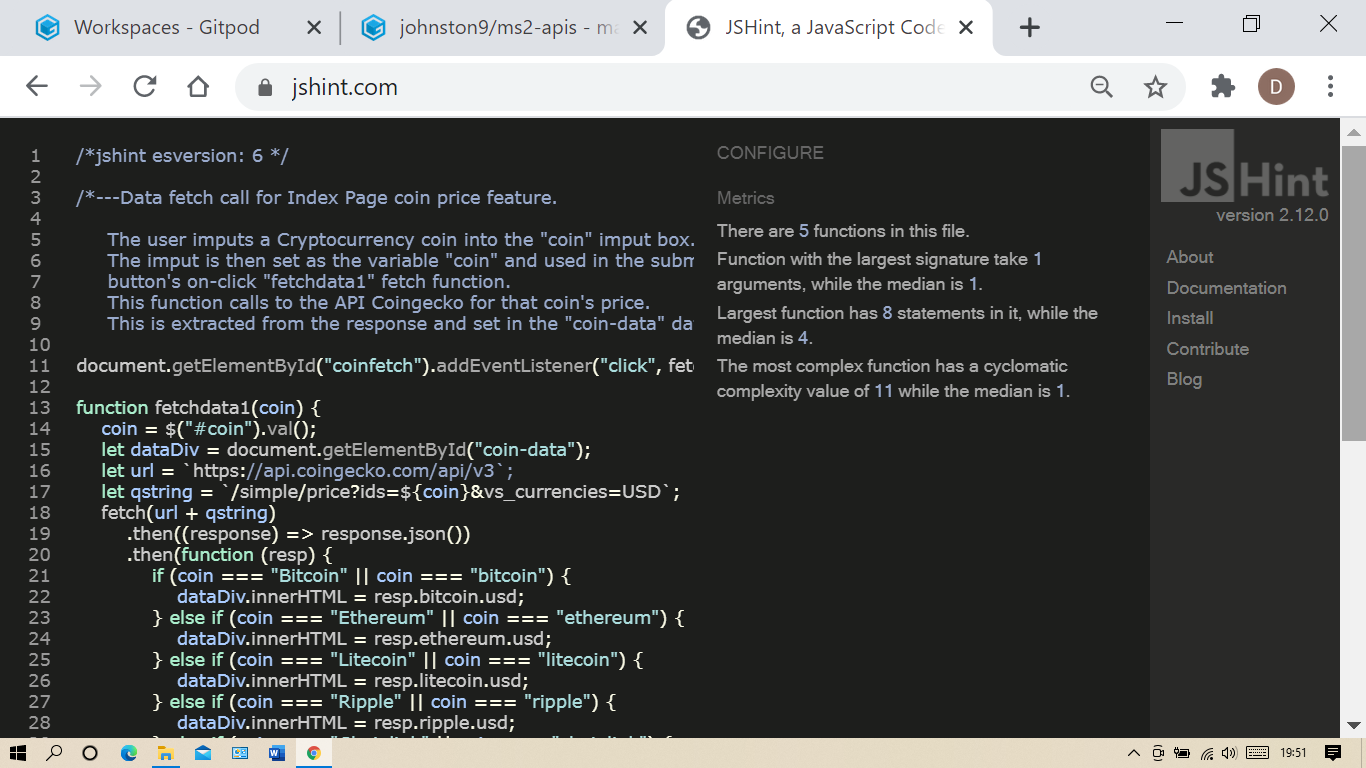 Workspaces - Gitpod
johnston9/ms2-apis - ma
JSHint, a JavaScript Code
jshint.com
D
1 /*jshint esversion: 6 */
2
3 /*---Data fetch call for Index Page coin price feature.
4
5 The user imputs a Cryptocurrency coin into the "coin" imput box.
6 The imput is then set as the variable "coin" and used in the subm
7 button's on-click "fetchdata1" fetch function.
8 This function calls to the API Coingecko for that coin's price.
9 This is extracted from the response and set in the "coin-data" da
10
11 document.getElementById("coinfetch").addEventListener("click", fet
12
13 function fetchdata1(coin) {
14 coin = $("#coin").val();
15 let dataDiv = document.getElementById("coin-data");
16 let url = `https://api.coingecko.com/api/v3`;
17 let qstring = `/simple/price?ids=${coin}&vs_currencies=USD`;
18 fetch(url + qstring)
19 .then((response) => response.json())
20 .then(function (resp) {
21 if (coin === "Bitcoin" || coin === "bitcoin") {
22 dataDiv.innerHTML = resp.bitcoin.usd;
23 } else if (coin === "Ethereum" || coin === "ethereum") {
24 dataDiv.innerHTML = resp.ethereum.usd;
25 } else if (coin === "Litecoin" || coin === "litecoin") {
26 dataDiv.innerHTML = resp.litecoin.usd;
27 } else if (coin === "Ripple" || coin === "ripple") {
28 dataDiv.innerHTML = resp.ripple.usd;
CONFIGURE
Metrics
There are 5 functions in this file.
Function with the largest signature take 1
arguments, while the median is 1.
Largest function has 8 statements in it, while the
median is 4.
The most complex function has a cyclomatic
complexity value of 11 while the median is 1.
JSHint
version 2.12.0
About
Documentation
Install
Contribute
Blog
19:51